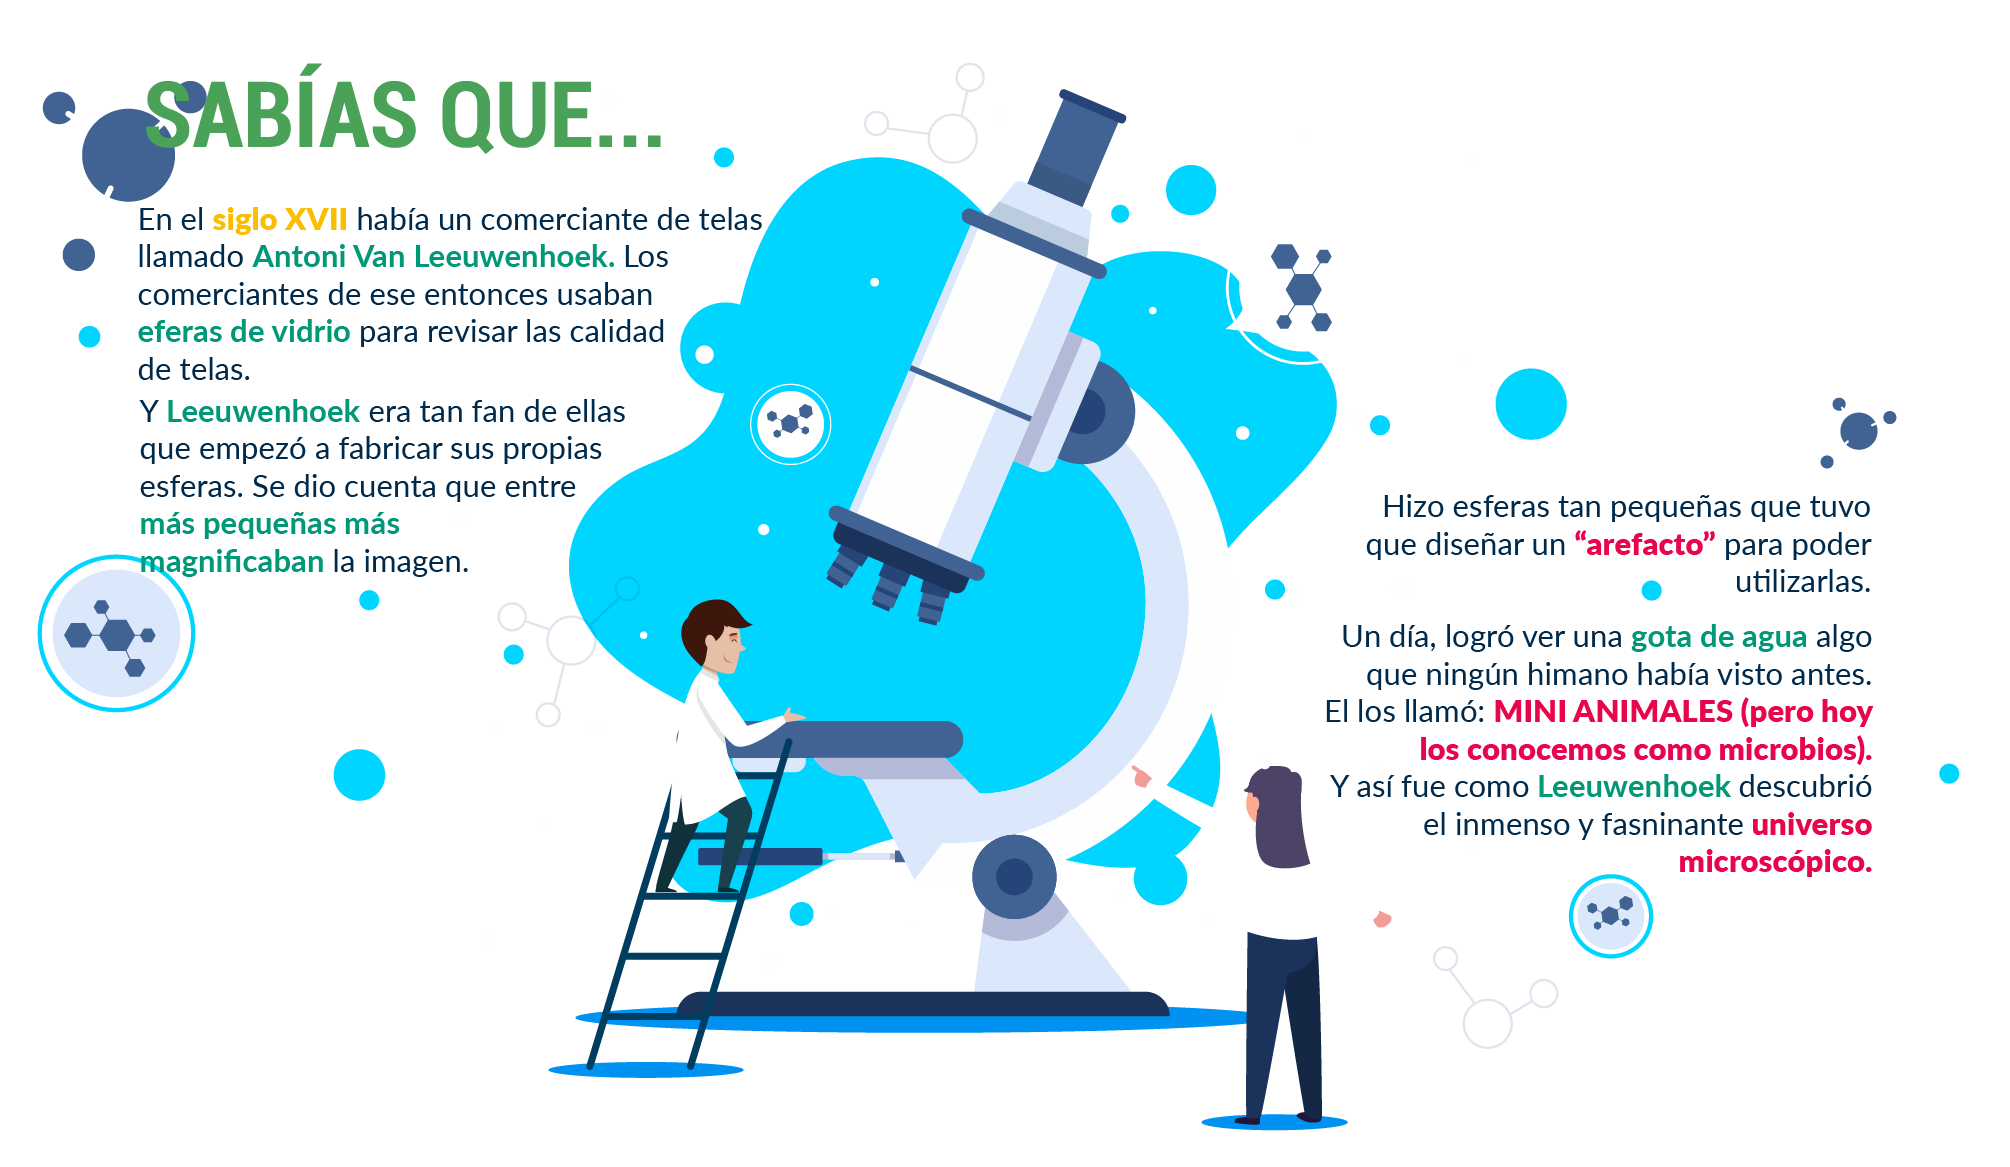 SABÍAS QUE...
En el siglo XVII había un comerciante de telas
llamado Antoni Van Leeuwenhoek. Los
comerciantes de ese entonces usaban
eferas de vidrio para revisar las calidad
de telas.
Y Leeuwenhoek era tan fan de ellas
que empezó a fabricar sus propias
esferas. Se dio cuenta que entre
más pequeñas más
magnificaban la imagen.
Hizo esferas tan pequeñas que tuvo
que diseñar un “arefacto” para poder
utilizarlas.
Un día, logró ver una gota de agua algo
que ningún himano había visto antes.
El los llamó: MINI ANIMALES (pero hoy
los conocemos como microbios).
Y así fue como Leeuwenhoek descubrió
el inmenso y fasninante universo
microscópico.